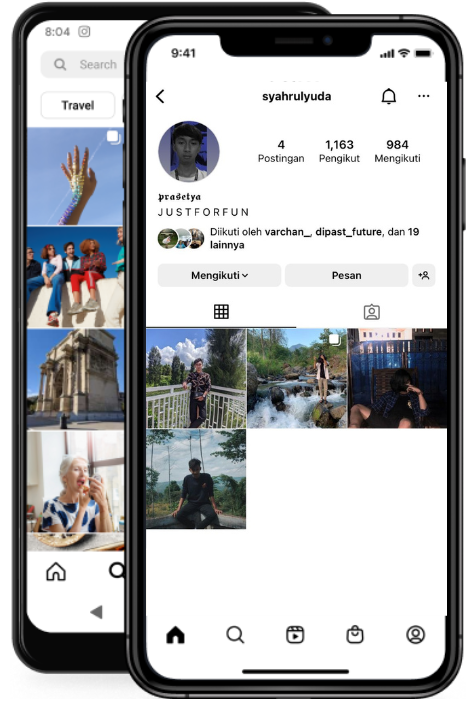 8:04
Search
Travel
9:41
syahrulyuda
4 1,163 984
Postingan Pengikut Mengikuti
prasetya
JUSTFORFUN
Diikuti oleh varchan_, dipast_future, dan 19
lainnya
Mengikuti Pesan